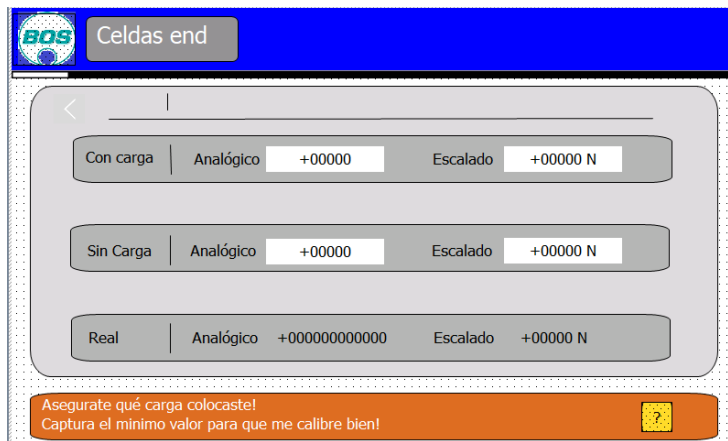 BOS Celdas end
Con carga Analógico +00000 Escalado +00000 N
Sin Carga Analógico +00000 Escalado +00000 N
Real Analógico +000000000000 Escalado +00000 N
Asegurate qué carga colocaste!
Captura el minimo valor para que me calibre bien! ?